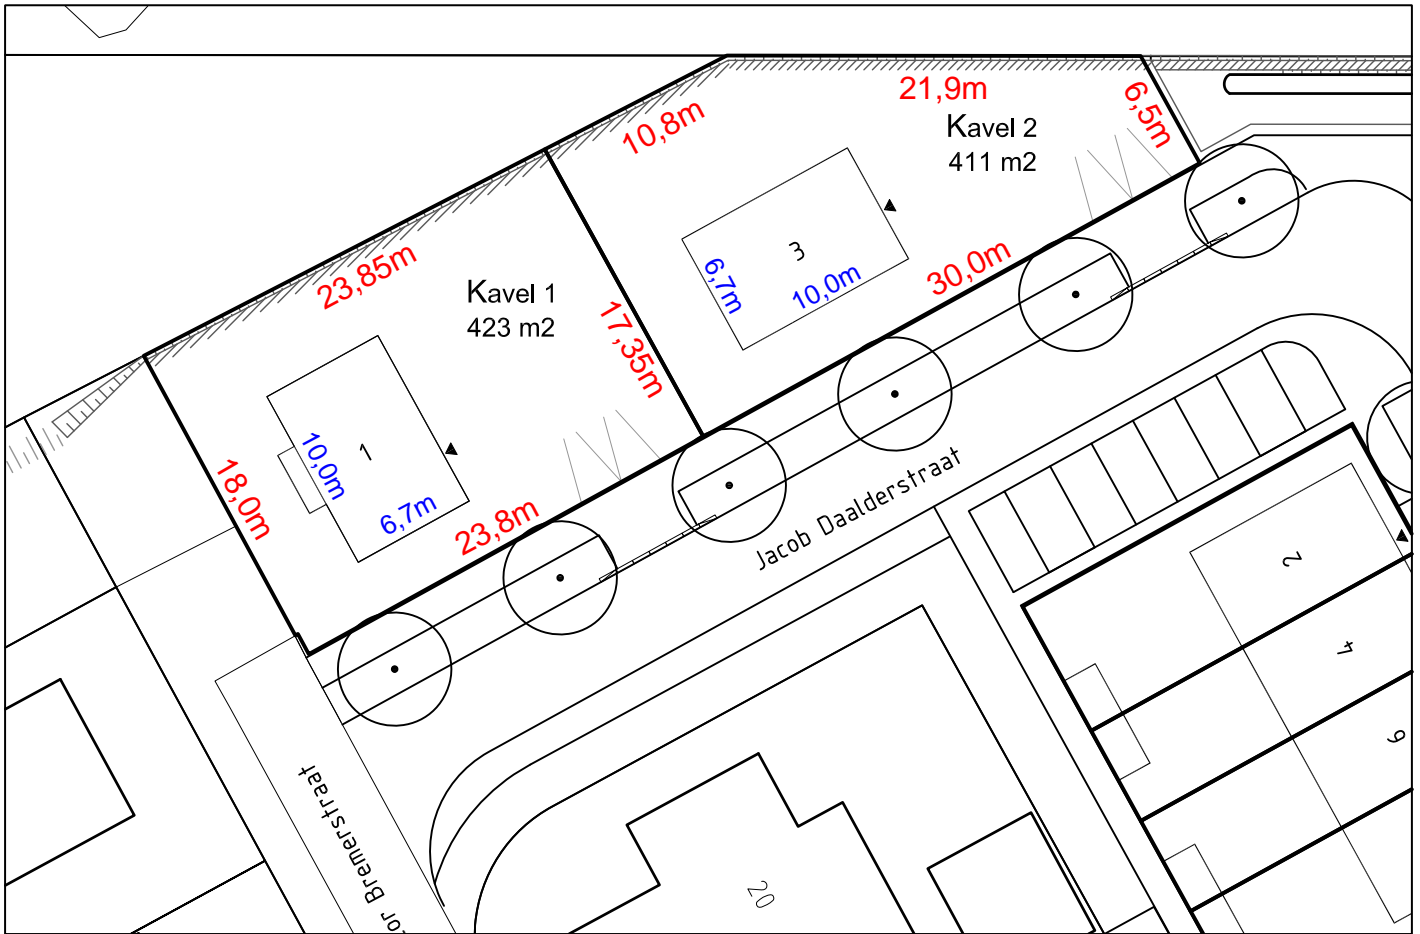 21,9m
6,5m
10,8m
Kavel 2
411 m2
3
6,7m
10,0m
30,0m
23,85m
Kavel 1
423 m2
17,35m
1
10,0m
6,7m
18,0m
23,8m
Jacob Daalderstraat
2
4
6
tor Bremerstraat
20